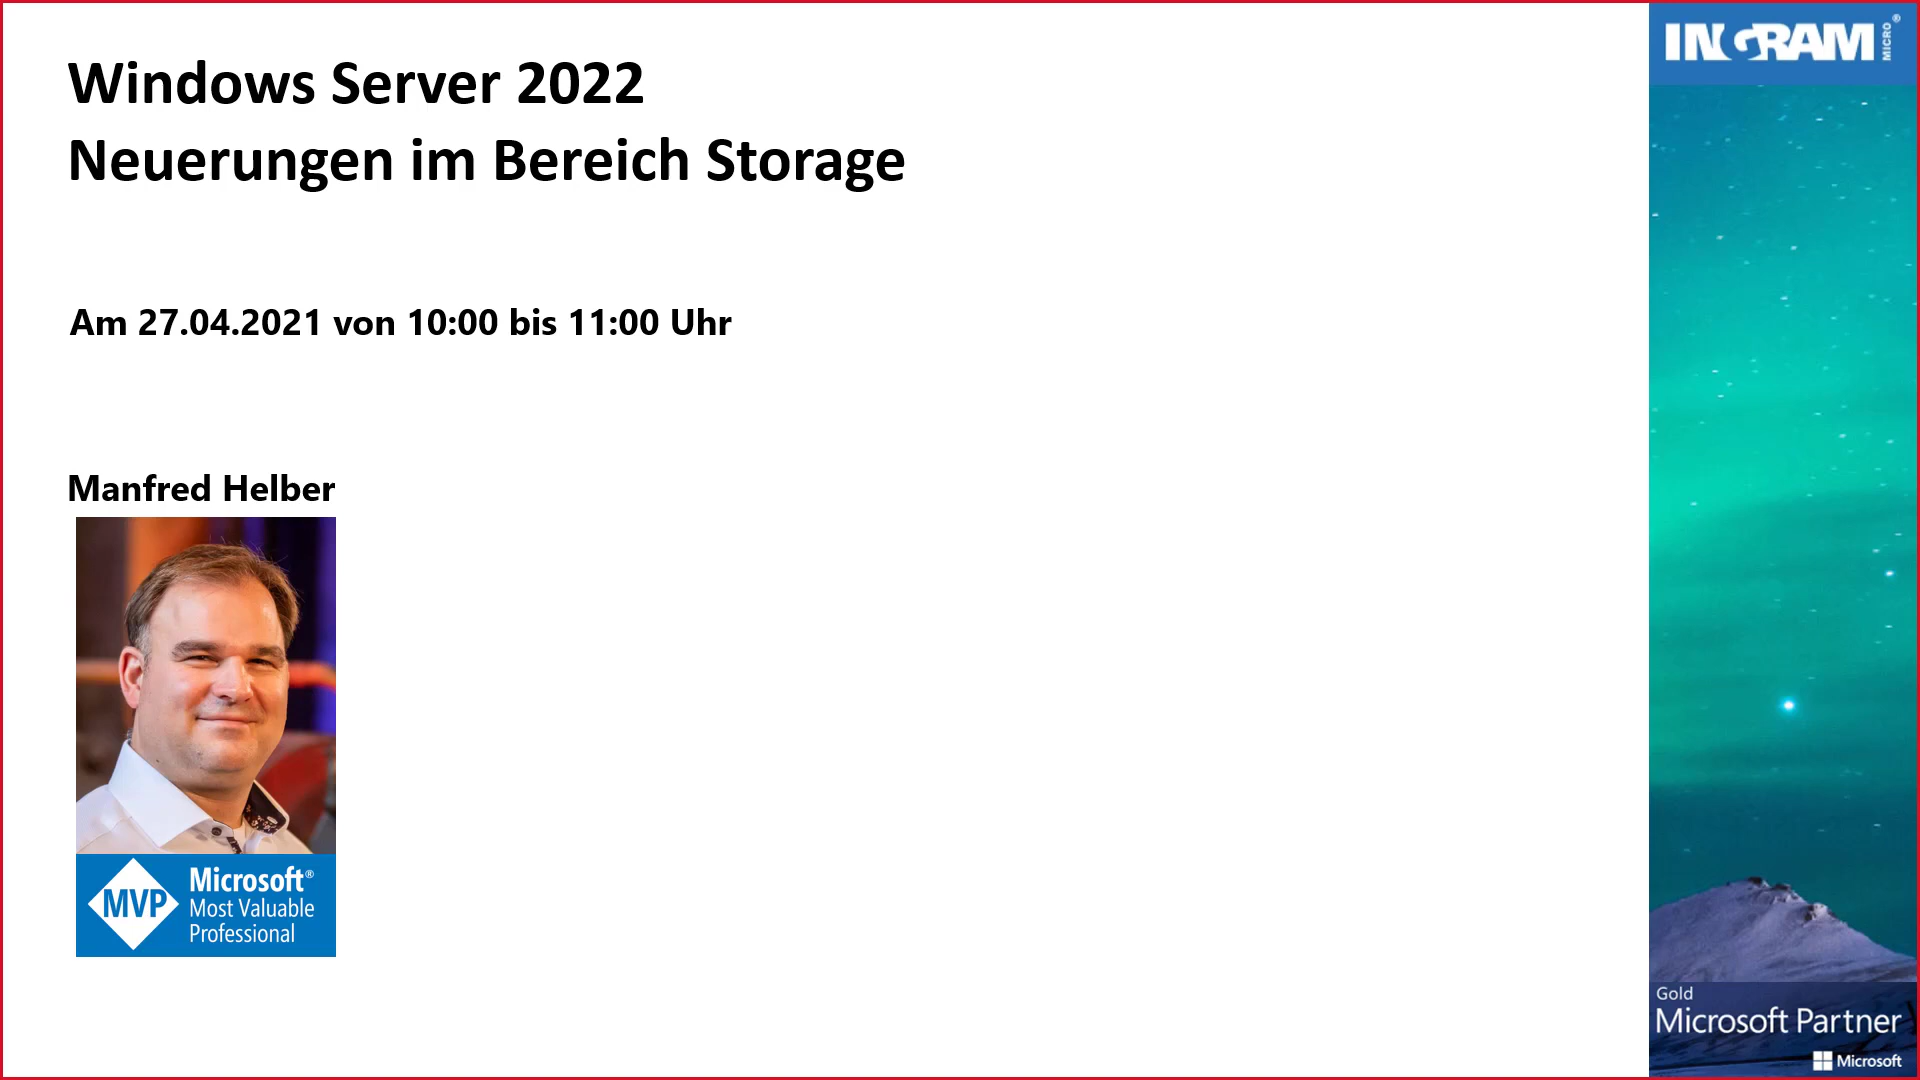 Windows Server 2022
Neuerungen im Bereich Storage
Am 27.04.2021 von 10:00 bis 11:00 Uhr
Manfred Helber
MVP
Microsoft®
Most Valuable
Professional
INGRAM MICRO®
Gold
Microsoft Partner
Microsoft